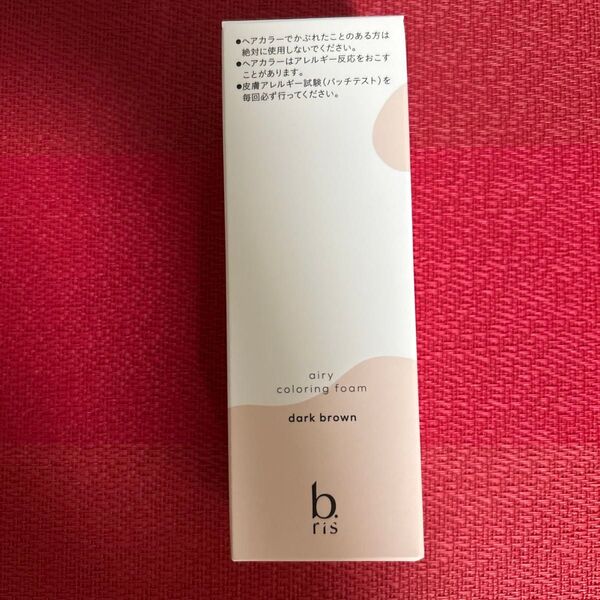 ●ヘアカラーでかぶれたことのある方は
絶対に使用しないでください。
●ヘアカラーはアレルギー反応をおこす
ことがあります。
●皮膚アレルギー試験(パッチテスト)を
毎回必ず行ってください。
airy
coloring foam
dark brown
b.
ris